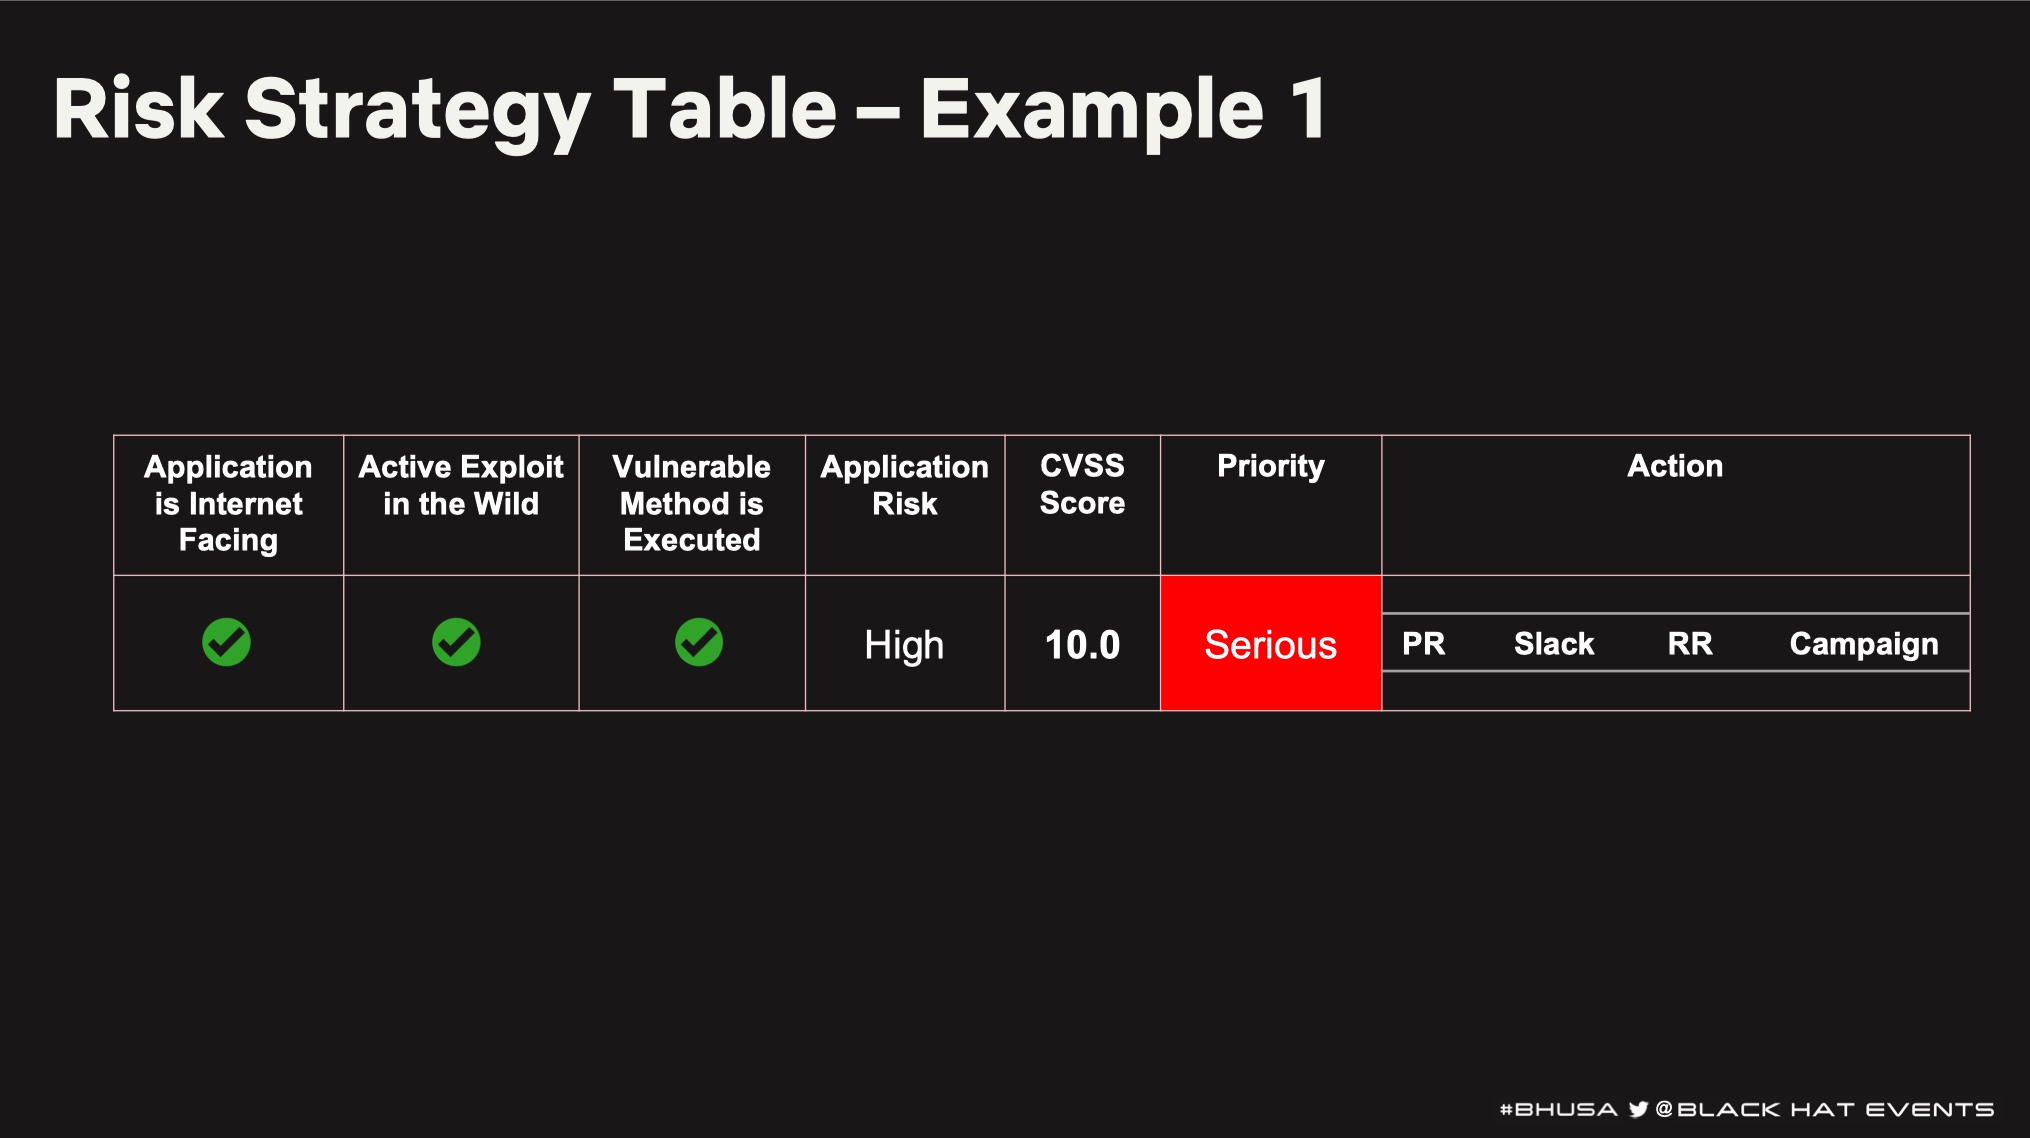 Risk Strategy Table – Example 1
Application
is Internet
Facing
Active Exploit
in the Wild
Vulnerable
Method is
Executed
Application
Risk
CVSS
Score
Priority
Action
High
10.0
Serious
PR Slack RR Campaign
#BHUSA @BLACK HAT EVENTS